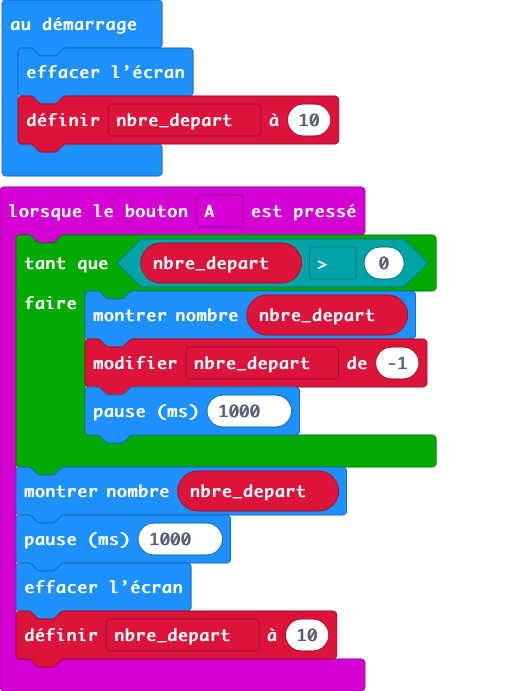 au démarrage
effacer l’écran
définir nbre_depart à 10
lorsque le bouton A est pressé
tant que nbre_depart > 0
faire
montrer nombre nbre_depart
modifier nbre_depart de -1
pause (ms) 1000
montrer nombre nbre_depart
pause (ms) 1000
effacer l’écran
définir nbre_depart à 10